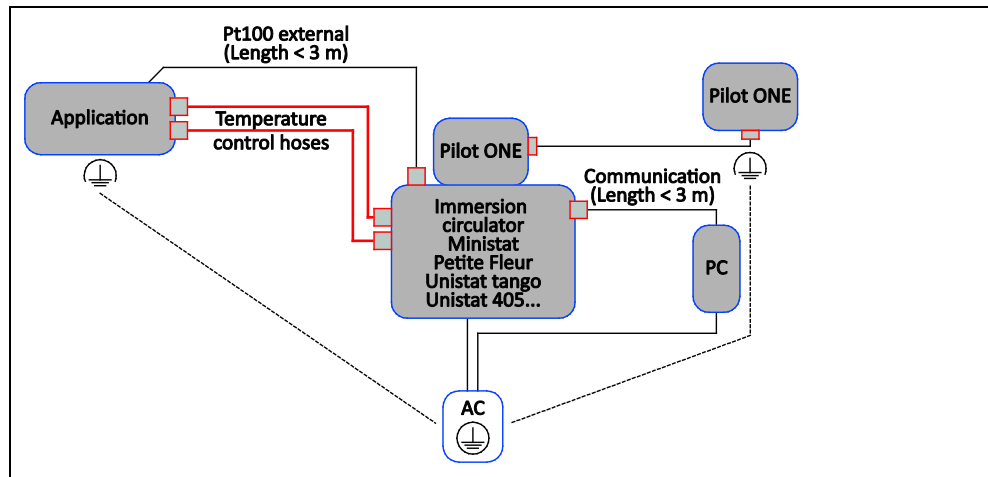 Pt100 external
(Length < 3 m)
Application
Temperature
control hoses
Pilot ONE
Pilot ONE
Communication
(Length < 3 m)
Immersion
circulator
Ministat
Petite Fleur
Unistat tango
Unistat 405...
PC
AC